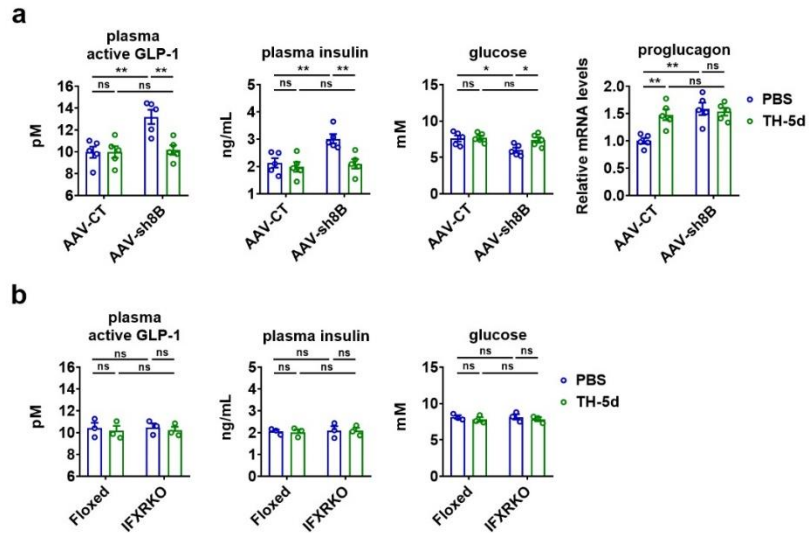 a
plasma
active GLP-1
** **
ns ns
pM
16
14
12
10
8
6
AAV-CT
AAV-sh8B
plasma insulin
*** **
ns ns
ng/mL
5
4
3
2
1
AAV-CT
AAV-sh8B
glucose
* *
ns ns
mM
15
10
5
0
AAV-CT
AAV-sh8B
proglucagon
** ns
** ns
Relative mRNA levels
2.0
1.5
1.0
0.5
0.0
AAV-CT
AAV-sh8B
PBS
TH-5d
b
plasma
active GLP-1
ns ns
ns ns
pM
16
14
12
10
8
6
Floxed
IFXRKO
plasma insulin
ns ns
ns ns
ng/mL
5
4
3
2
1
0
Floxed
IFXRKO
glucose
ns ns
ns ns
mM
15
10
5
0
Floxed
IFXRKO
PBS
TH-5d